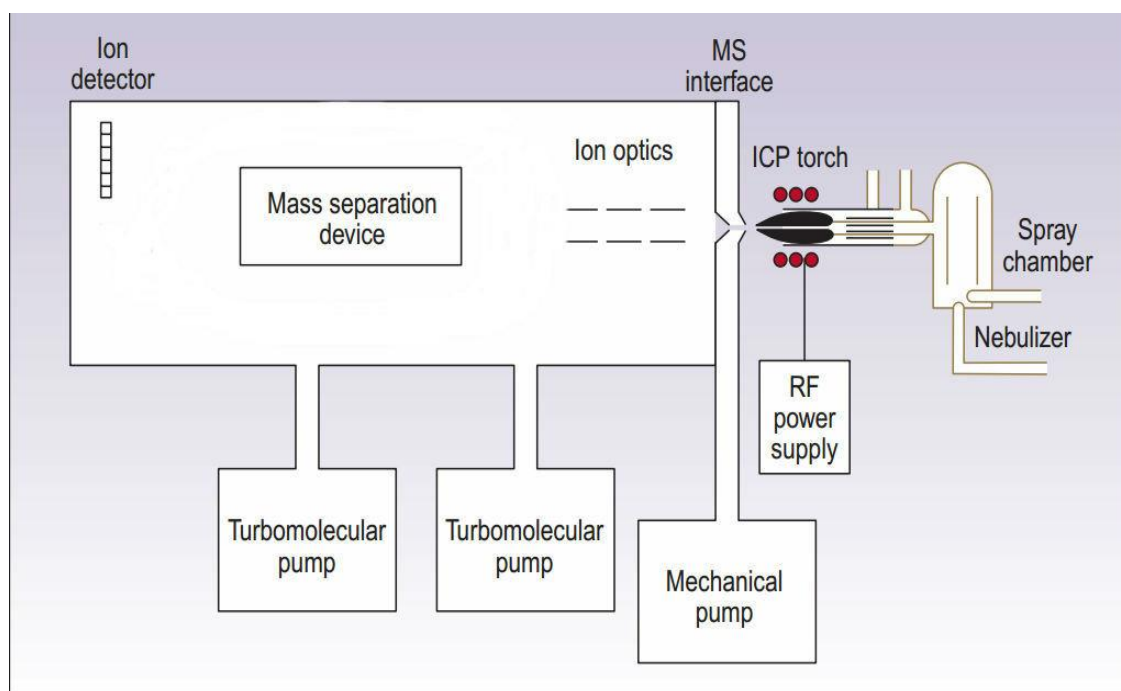 Ion
detector
MS
interface
Ion optics
ICP torch
Mass separation
device
Spray
chamber
Nebulizer
RF
power
supply
Turbomolecular
pump
Turbomolecular
pump
Mechanical
pump